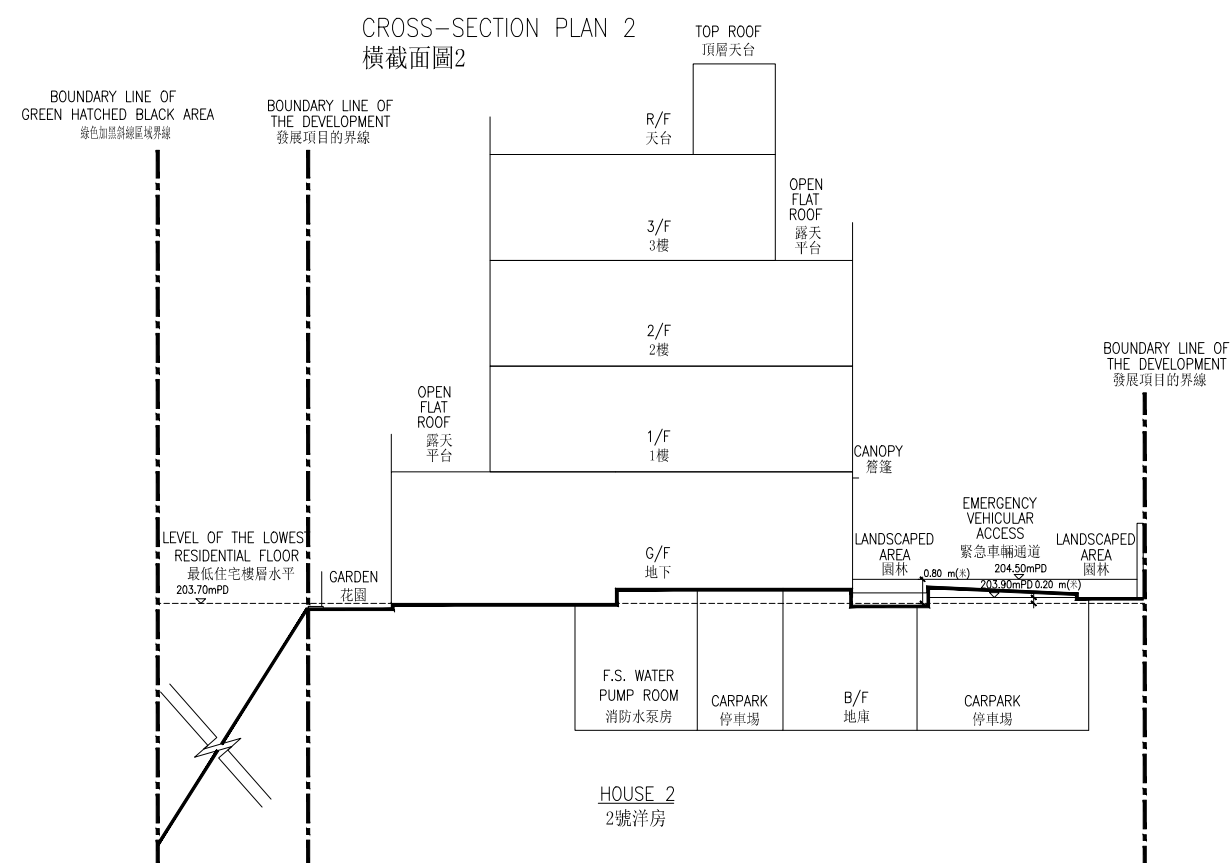 CROSS-SECTION PLAN 2
橫截面圖2
TOP ROOF
頂層天台
BOUNDARY LINE OF
GREEN HATCHED BLACK AREA
綠色加黑斜線區域界線
BOUNDARY LINE OF
THE DEVELOPMENT
發展項目的界線
R/F
天台
OPEN
FLAT
ROOF
露天
平台
3/F
3樓
2/F
2樓
BOUNDARY LINE OF
THE DEVELOPMENT
發展項目的界線
OPEN
FLAT
ROOF
露天
平台
1/F
1樓
CANOPY
簷篷
LEVEL OF THE LOWEST
RESIDENTIAL FLOOR
最低住宅樓層水平
203.70mPD
GARDEN
花園
G/F
地下
LANDSCAPED
AREA
園林
EMERGENCY
VEHICULAR
ACCESS
緊急車輛通道
LANDSCAPED
AREA
園林
204.50mPD
0.80 m(米)
203.90mPD
0.20 m(米)
F.S. WATER
PUMP ROOM
消防水泵房
CARPARK
停車場
B/F
地庫
CARPARK
停車場
HOUSE 2
2號洋房